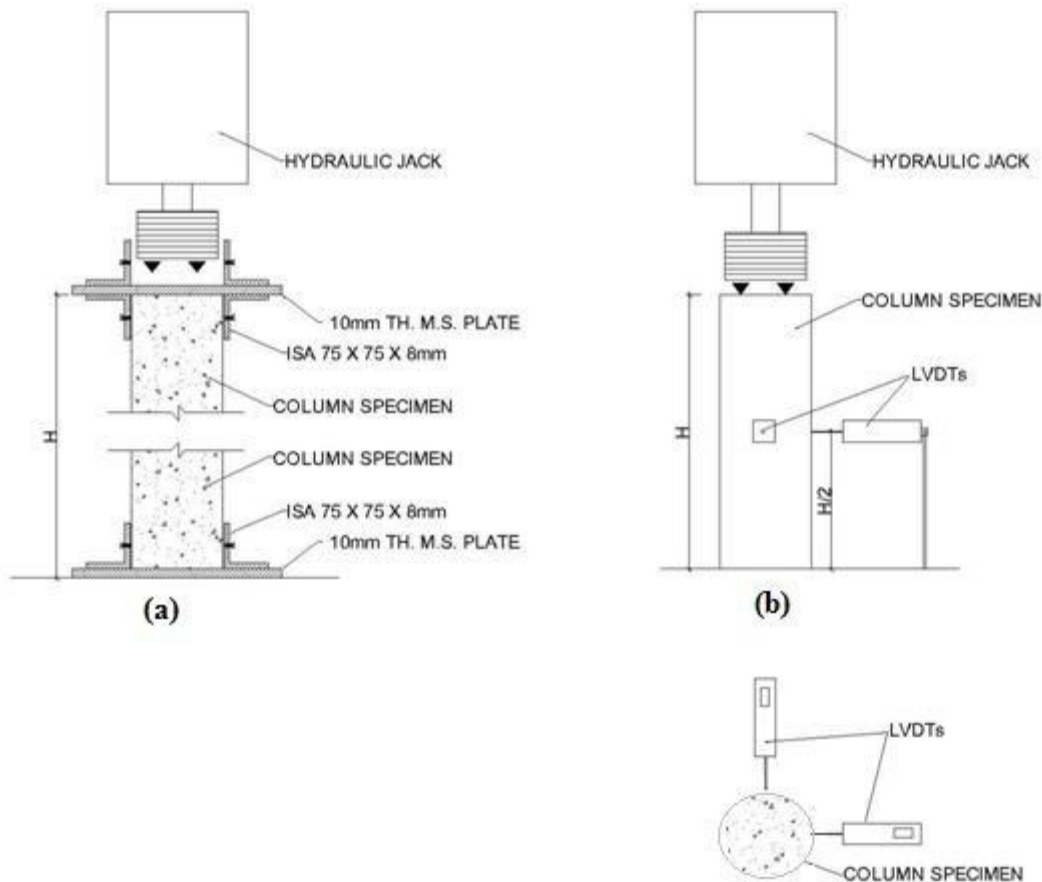 HYDRAULIC JACK
10mm TH. M.S. PLATE
ISA 75 X 75 X 8mm
COLUMN SPECIMEN
H
COLUMN SPECIMEN
ISA 75 X 75 X 8mm
10mm TH. M.S. PLATE
(a)
HYDRAULIC JACK
COLUMN SPECIMEN
LVDTs
H
H/2
(b)
LVDTs
COLUMN SPECIMEN